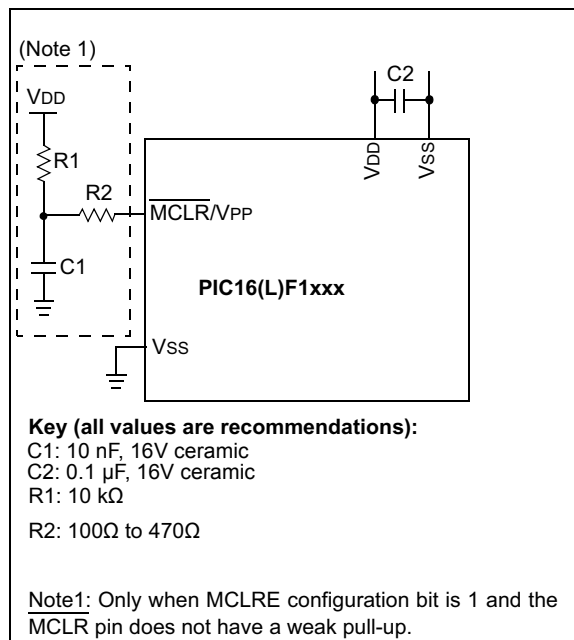 (Note 1)
C2
VDD
R1
R2
VDD
VSS
MCLR/VPP
C1
PIC16(L)F1xxx
VSS
Key (all values are recommendations):
C1: 10 nF, 16V ceramic
C2: 0.1 µF, 16V ceramic
R1: 10 kΩ
R2: 100Ω to 470Ω
Note1: Only when MCLRE configuration bit is 1 and the
MCLR pin does not have a weak pull-up.